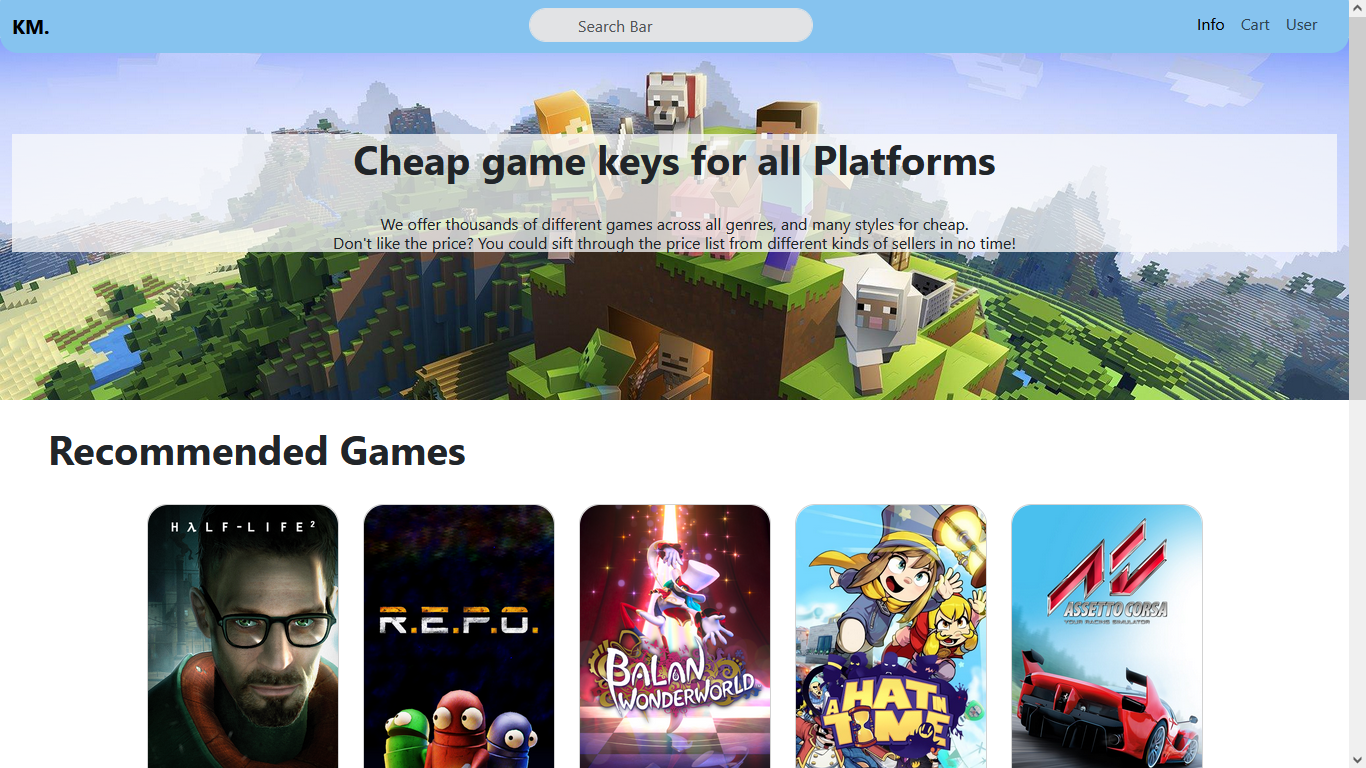 KM.
Search Bar
Info Cart User
Cheap game keys for all Platforms
We offer thousands of different games across all genres, and many styles for cheap.
Don't like the price? You could sift through the price list from different kinds of sellers in no time!
Recommended Games
HλLF-LIFE²
R.E.P.O.
BALAN
WONDERWORLD
A HAT IN
TIME
ASSETTO CORSA
YOUR RACING SIMULATOR